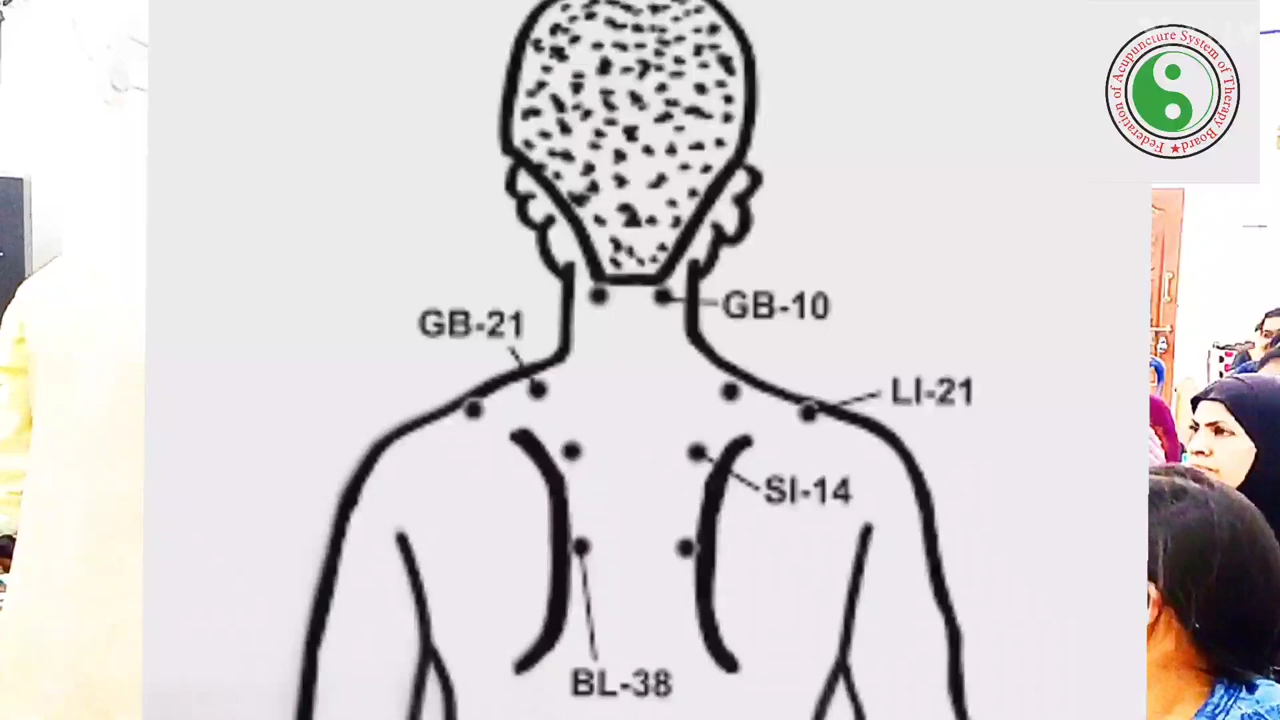 Federation of Acupuncture System of Therapy Board
GB-10
GB-21
LI-21
SI-14
BL-38